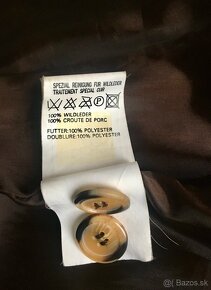 SPEZIAL REINIGUNG FÜR WILDLEDER
TRAITEMENT SPÉCIAL CUIR
100% WILDLEDER
100% CROUTE DE PORC
FUTTER: 100% POLYESTER
DOUBLURE: 100% POLYESTER
Bazos.sk